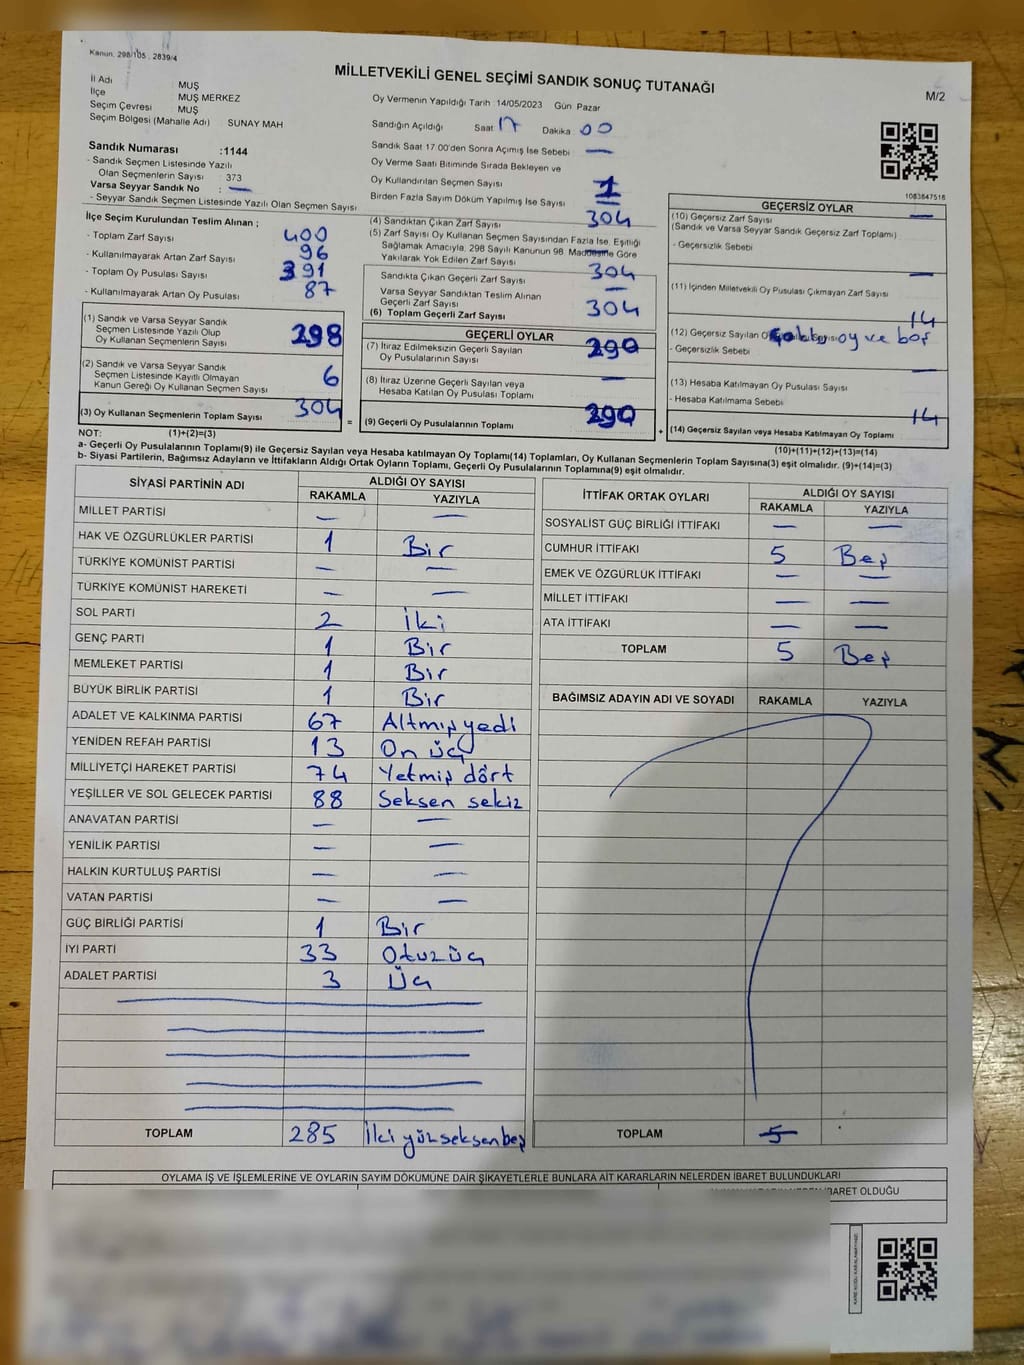 Kanun. 298/105 , 2839/4
MİLLETVEKİLİ GENEL SEÇİMİ SANDIK SONUÇ TUTANAĞI
M/2
İl Adı MUŞ
İlçe MUŞ MERKEZ
Seçim Çevresi MUŞ
Seçim Bölgesi (Mahalle Adı) SUNAY MAH
Oy Vermenin Yapıldığı Tarih 14/05/2023 Gün Pazar
Sandığın Açıldığı Saat 17 Dakika 00
Sandık Saat 17.00'den Sonra Açımış İse Sebebi —
Oy Verme Saati Bitiminde Sırada Bekleyen ve
Oy Kullandırılan Seçmen Sayısı —
Birden Fazla Sayım Döküm Yapılmış İse Sayısı 1
Sandık Numarası :1144
- Sandık Seçmen Listesinde Yazılı
Olan Seçmenlerin Sayısı 373
Varsa Seyyar Sandık No : —
- Seyyar Sandık Seçmen Listesinde Yazılı Olan Seçmen Sayısı
İlçe Seçim Kurulundan Teslim Alınan ;
- Toplam Zarf Sayısı 400
- Kullanılmayarak Artan Zarf Sayısı 96
- Toplam Oy Pusulası Sayısı 391
- Kullanılmayarak Artan Oy Pusulası 87
(1) Sandık ve Varsa Seyyar Sandık
Seçmen Listesinde Yazılı Olup
Oy Kullanan Seçmenlerin Sayısı 298
(2) Sandık ve Varsa Seyyar Sandık
Seçmen Listesinde Kayıtlı Olmayan
Kanun Gereği Oy Kullanan Seçmen Sayısı 6
(3) Oy Kullanan Seçmenlerin Toplam Sayısı 304
(4) Sandıktan Çıkan Zarf Sayısı 304
(5) Zarf Sayısı Oy Kullanan Seçmen Sayısından Fazla İse, Eşitliği
Sağlamak Amacıyla, 298 Sayılı Kanunun 98. Maddesine Göre
Yakılarak Yok Edilen Zarf Sayısı —
Sandıkta Çıkan Geçerli Zarf Sayısı 304
Varsa Seyyar Sandıktan Teslim Alınan
Geçerli Zarf Sayısı —
(6) Toplam Geçerli Zarf Sayısı 304
GEÇERLİ OYLAR
(7) İtiraz Edilmeksizin Geçerli Sayılan
Oy Pusulalarının Sayısı 290
(8) İtiraz Üzerine Geçerli Sayılan veya
Hesaba Katılan Oy Pusulası Toplamı —
= (9) Geçerli Oy Pusulalarının Toplamı 290 +
1083647516
GEÇERSİZ OYLAR
(10) Geçersiz Zarf Sayısı —
(Sandık ve Varsa Seyyar Sandık Geçersiz Zarf Toplamı)
- Geçersizlik Sebebi
(11) İçinden Milletvekili Oy Pusulası Çıkmayan Zarf Sayısı —
(12) Geçersiz Sayılan 14
- Geçersizlik Sebebi oy ve boş
(13) Hesaba Katılmayan Oy Pusulası Sayısı —
- Hesaba Katılmama Sebebi
(14) Geçersiz Sayılan veya Hesaba Katılmayan Oy Toplamı 14
NOT: (1)+(2)=(3)
(10)+(11)+(12)+(13)=(14)
a- Geçerli Oy Pusulalarının Toplamı(9) ile Geçersiz Sayılan veya Hesaba katılmayan Oy Toplamı(14) Toplamları, Oy Kullanan Seçmenlerin Toplam Sayısına(3) eşit olmalıdır. (9)+(14)=(3)
b- Siyasi Partilerin, Bağımsız Adayların ve İttifakların Aldığı Ortak Oyların Toplamı, Geçerli Oy Pusulalarının Toplamına(9) eşit olmalıdır.
SİYASİ PARTİNİN ADI ALDIĞI OY SAYISI
RAKAMLA YAZIYLA
MİLLET PARTİSİ — —
HAK VE ÖZGÜRLÜKLER PARTİSİ 1 Bir
TÜRKİYE KOMÜNİST PARTİSİ — —
TÜRKİYE KOMÜNİST HAREKETİ — —
SOL PARTİ 2 İki
GENÇ PARTİ 1 Bir
MEMLEKET PARTİSİ 1 Bir
BÜYÜK BİRLİK PARTİSİ 1 Bir
ADALET VE KALKINMA PARTİSİ 67 Altmış yedi
YENİDEN REFAH PARTİSİ 13 On üç
MİLLİYETÇİ HAREKET PARTİSİ 74 Yetmiş dört
YEŞİLLER VE SOL GELECEK PARTİSİ 88 Seksen sekiz
ANAVATAN PARTİSİ — —
YENİLİK PARTİSİ — —
HALKIN KURTULUŞ PARTİSİ — —
VATAN PARTİSİ — —
GÜÇ BİRLİĞİ PARTİSİ 1 Bir
İYİ PARTİ 33 Otuzüç
ADALET PARTİSİ 3 Üç
TOPLAM 285 İki yüz seksen beş
İTTİFAK ORTAK OYLARI ALDIĞI OY SAYISI
RAKAMLA YAZIYLA
SOSYALİST GÜÇ BİRLİĞİ İTTİFAKI — —
CUMHUR İTTİFAKI 5 Beş
EMEK VE ÖZGÜRLÜK İTTİFAKI — —
MİLLET İTTİFAKI — —
ATA İTTİFAKI — —
TOPLAM 5 Beş
BAĞIMSIZ ADAYIN ADI VE SOYADI RAKAMLA YAZIYLA
TOPLAM 5
OYLAMA İŞ VE İŞLEMLERİNE VE OYLARIN SAYIM DÖKÜMÜNE DAİR ŞİKAYETLERLE BUNLARA AİT KARARLARIN NELERDEN İBARET BULUNDUKLARI
İBARET OLDUĞU